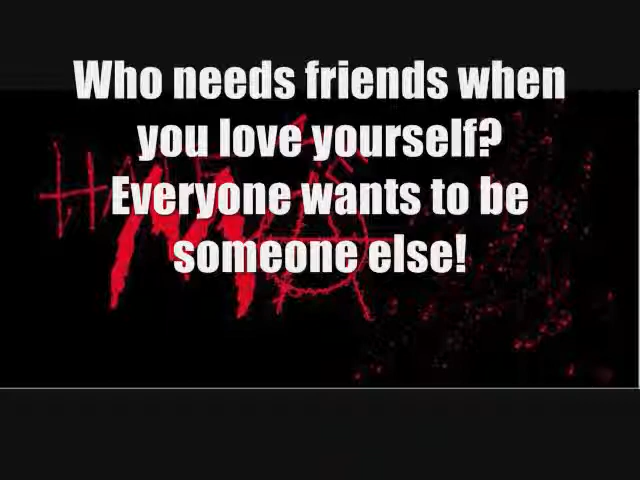 Who needs friends when
you love yourself?
Everyone wants to be
someone else!